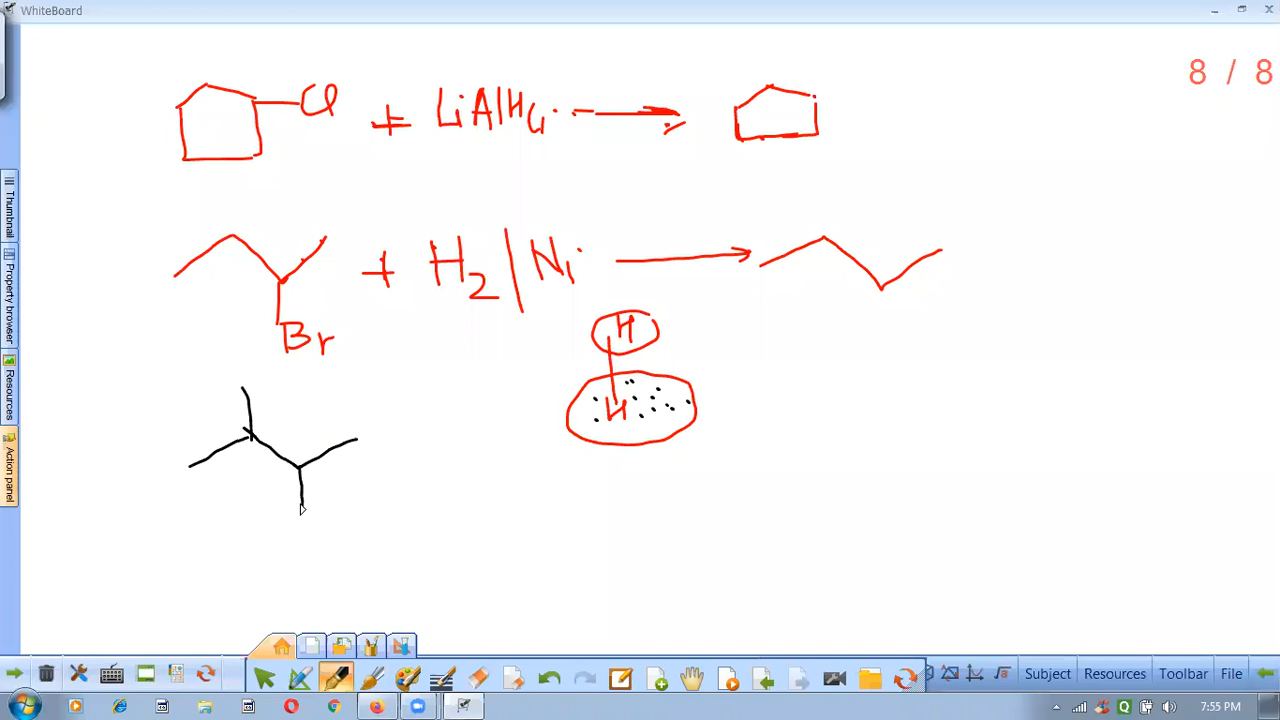 WhiteBoard
8 / 8
Cl + LiAlH4
+ H2 | Ni
Br
H
H
Thumbnail
Property browser
Resources
Action panel
Subject
Resources
Toolbar
File
7:55 PM